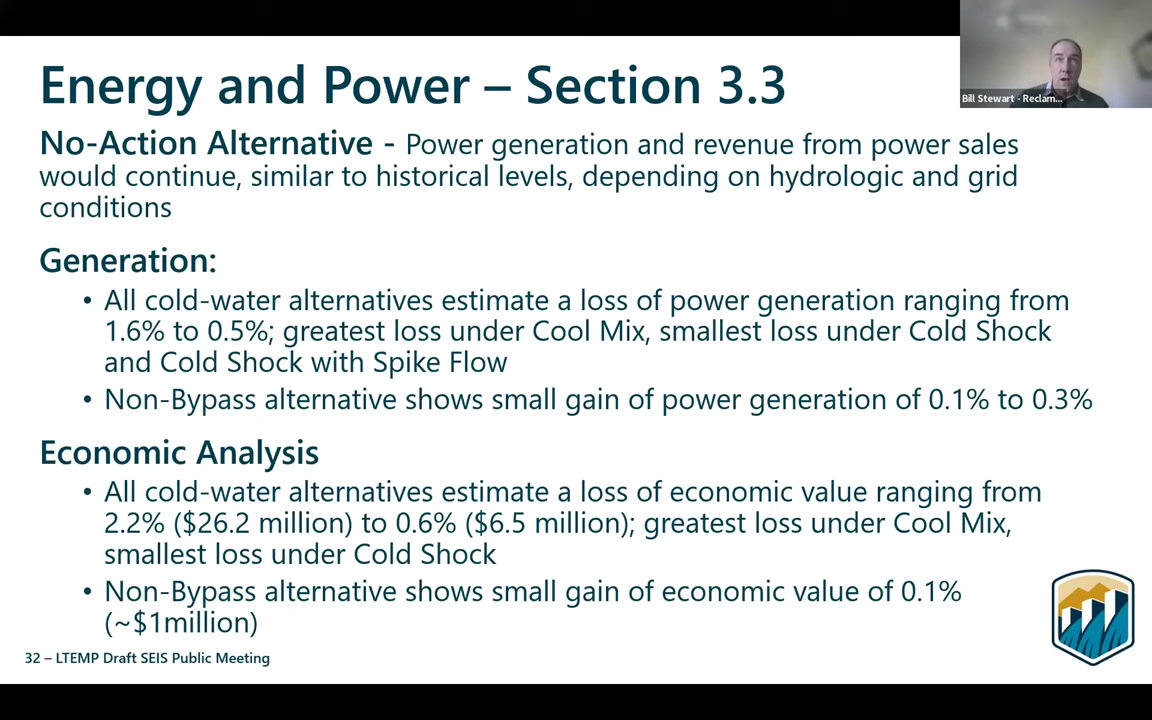 Energy and Power – Section 3.3
Bill Stewart - Reclam...
No-Action Alternative - Power generation and revenue from power sales
would continue, similar to historical levels, depending on hydrologic and grid
conditions
Generation:
• All cold-water alternatives estimate a loss of power generation ranging from
1.6% to 0.5%; greatest loss under Cool Mix, smallest loss under Cold Shock
and Cold Shock with Spike Flow
• Non-Bypass alternative shows small gain of power generation of 0.1% to 0.3%
Economic Analysis
• All cold-water alternatives estimate a loss of economic value ranging from
2.2% ($26.2 million) to 0.6% ($6.5 million); greatest loss under Cool Mix,
smallest loss under Cold Shock
• Non-Bypass alternative shows small gain of economic value of 0.1%
(~$1million)
32 – LTEMP Draft SEIS Public Meeting